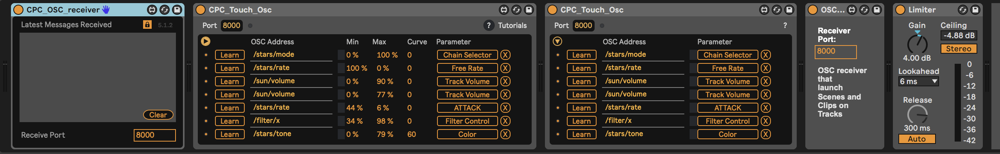 CPC_OSC_receiver
Latest Messages Received
5.1.2
Clear
Receive Port 8000
CPC_Touch_Osc
Port 8000 ? Tutorials
OSC Address Min Max Curve Parameter
Learn /stars/mode 0 % 100 % 0 Chain Selector X
Learn /stars/rate 100 % 0 % 0 Free Rate X
Learn /sun/volume 0 % 90 % 0 Track Volume X
Learn /sun/volume 0 % 77 % 0 Track Volume X
Learn /stars/rate 44 % 6 % 0 ATTACK X
Learn /filter/x 34 % 98 % 0 Filter Control X
Learn /stars/tone 0 % 79 % 60 Color X
CPC_Touch_Osc
Port 8000 ?
OSC Address Parameter
Learn /stars/mode Chain Selector X
Learn /stars/rate Free Rate X
Learn /sun/volume Track Volume X
Learn /sun/volume Track Volume X
Learn /stars/rate ATTACK X
Learn /filter/x Filter Control X
Learn /stars/tone Color X
OSC...
Receiver
Port:
8000
OSC receiver
that
launch
Scenes and
Clips on
Tracks
Limiter
Gain
4.00 dB
Lookahead
6 ms
Release
300 ms
Auto
Ceiling
-4.88 dB
Stereo
0
-6
-12
-18
-24
-30
-36
-42